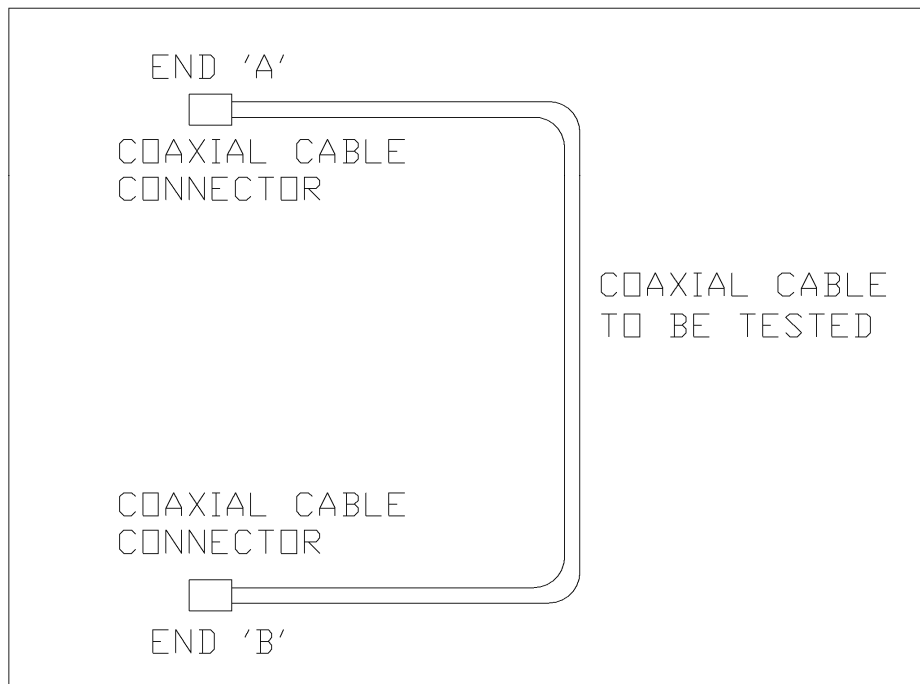 END 'A'
COAXIAL CABLE
CONNECTOR
COAXIAL CABLE
TO BE TESTED
COAXIAL CABLE
CONNECTOR
END 'B'